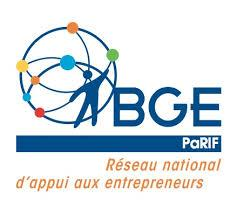 BGE
PaRIF
Réseau national
d'appui aux entrepreneurs